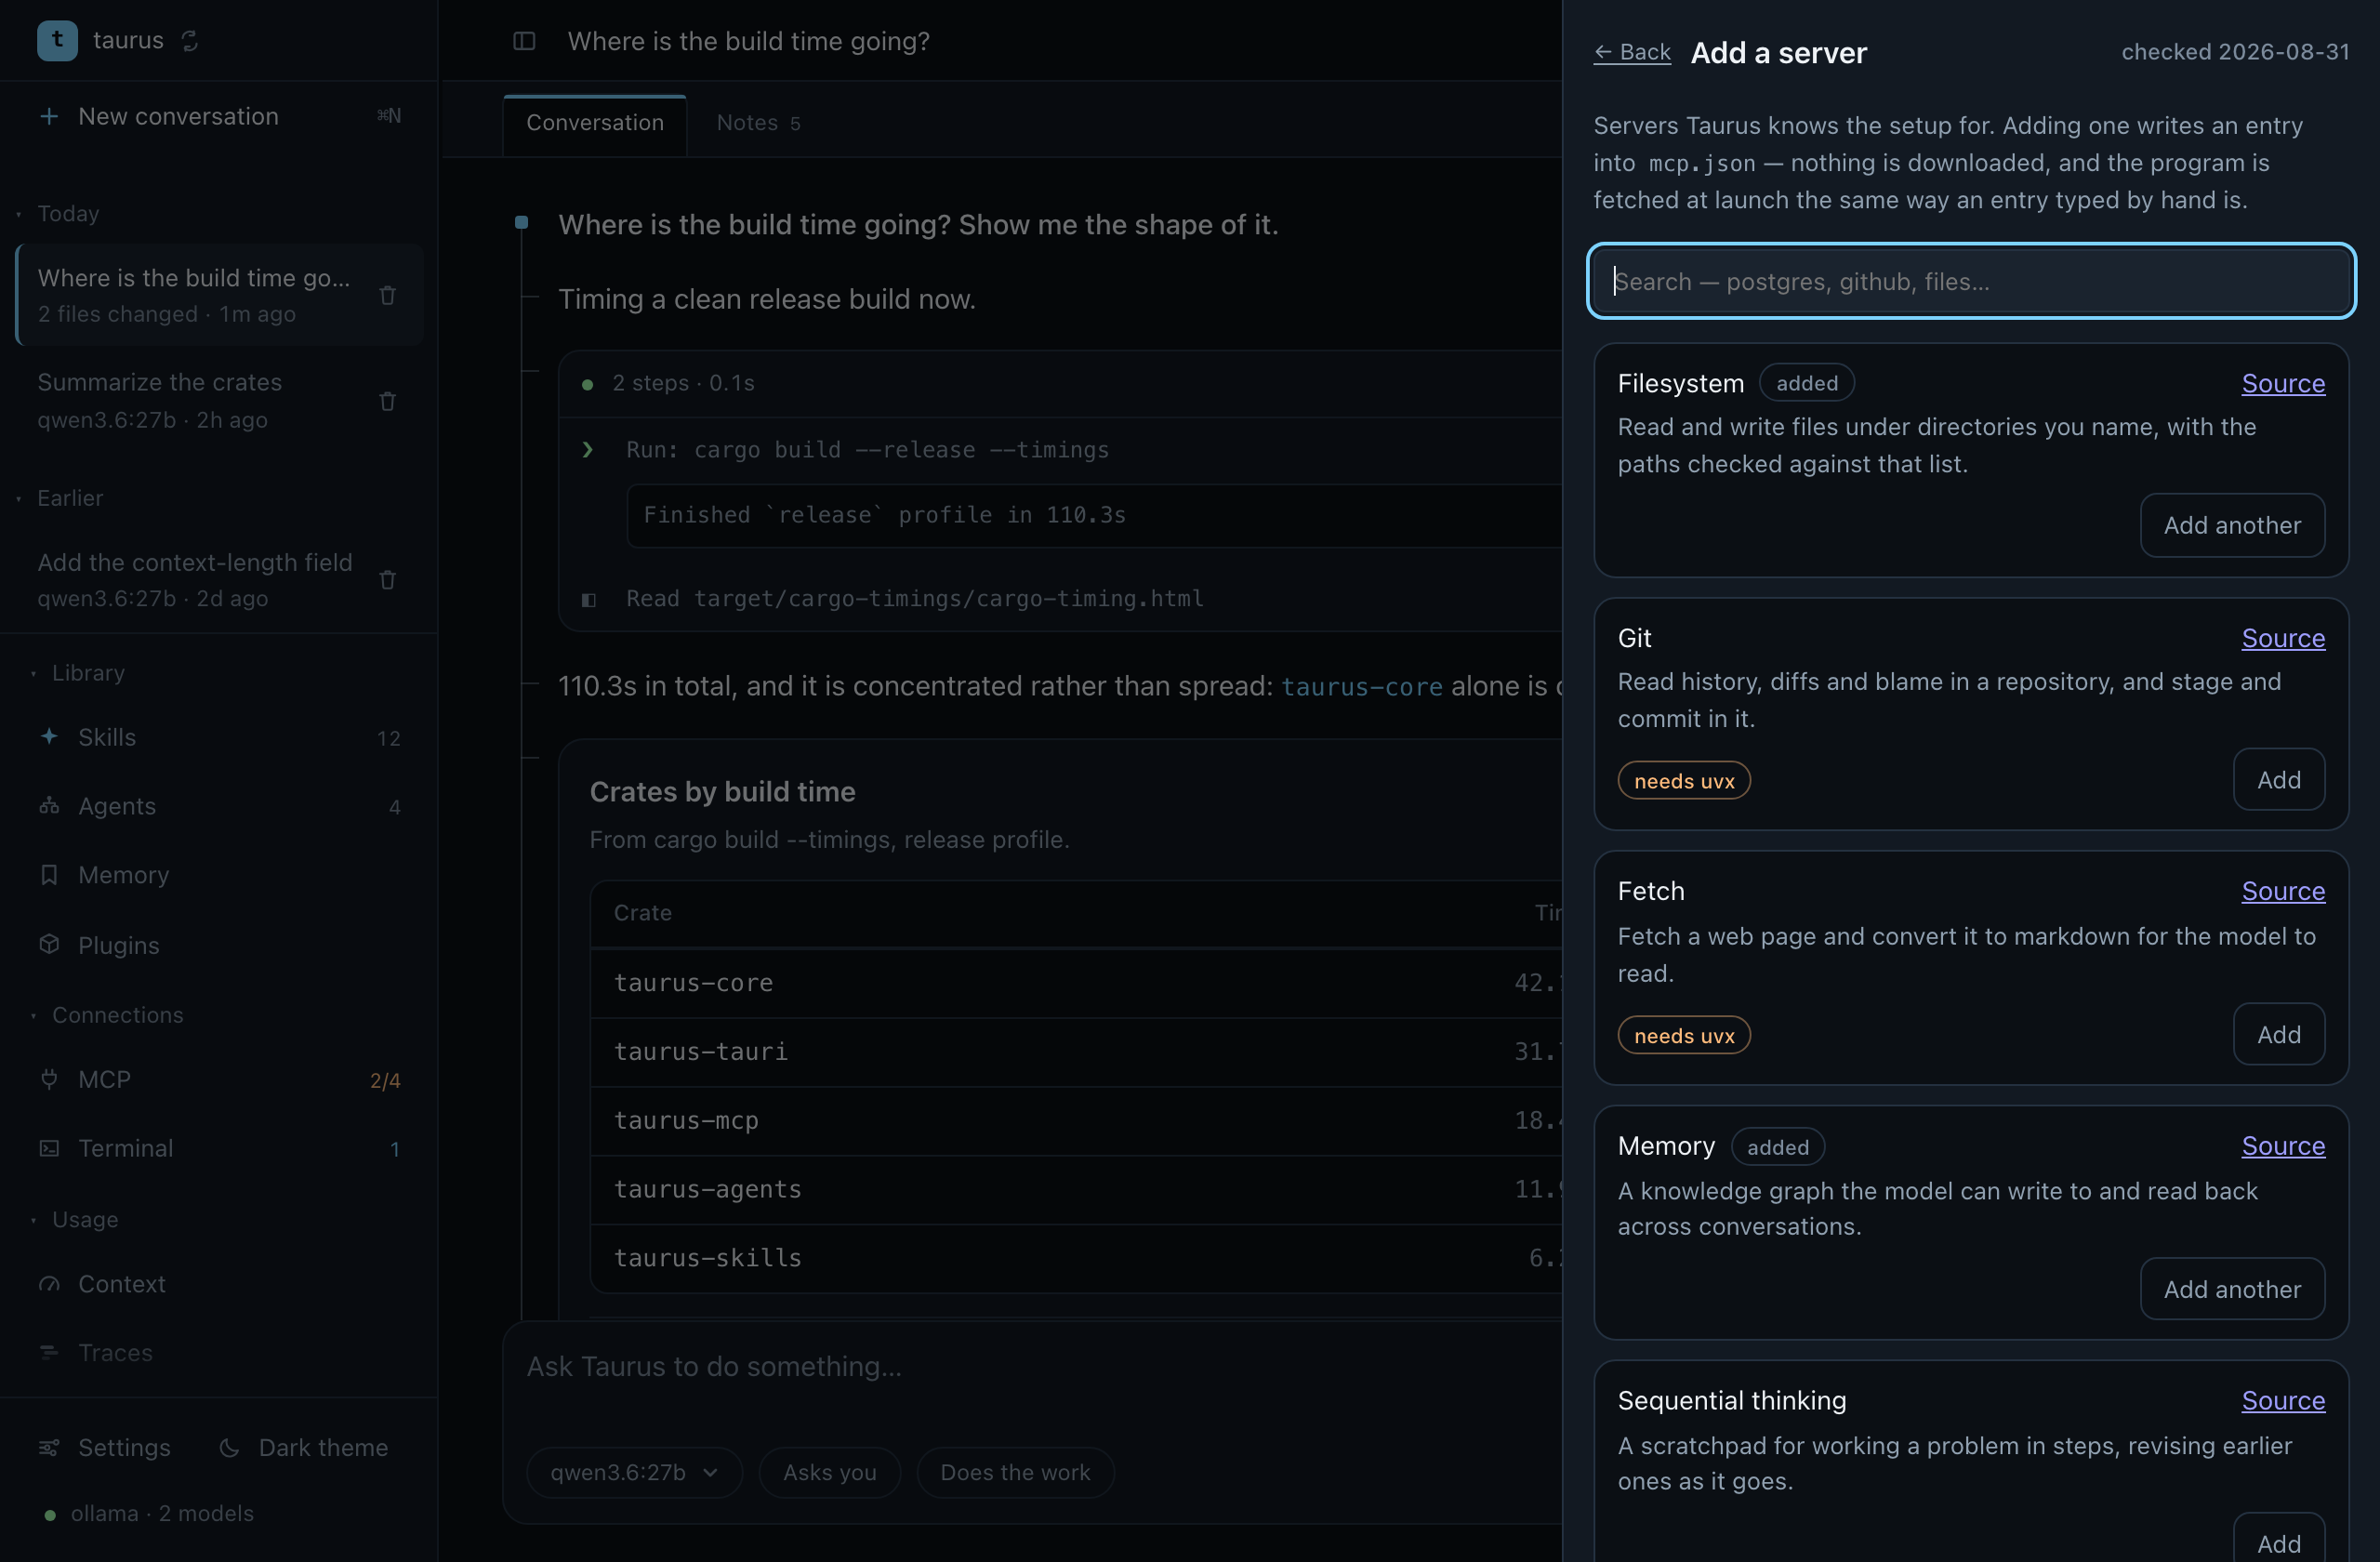 t taurus
New conversation ⌘N
Today
Where is the build time go...
2 files changed · 1m ago
Summarize the crates
qwen3.6:27b · 2h ago
Earlier
Add the context-length field
qwen3.6:27b · 2d ago
Library
Skills 12
Agents 4
Memory
Plugins
Connections
MCP 2/4
Terminal 1
Usage
Context
Traces
Settings Dark theme
ollama · 2 models
Where is the build time going?
Conversation Notes 5
Where is the build time going? Show me the shape of it.
Timing a clean release build now.
2 steps · 0.1s
Run: cargo build --release --timings
Finished `release` profile in 110.3s
Read target/cargo-timings/cargo-timing.html
110.3s in total, and it is concentrated rather than spread: taurus-core alone is
Crates by build time
From cargo build --timings, release profile.
Crate
taurus-core 42.
taurus-tauri 31.
taurus-mcp 18.
taurus-agents 11.
taurus-skills 6.
Ask Taurus to do something...
qwen3.6:27b Asks you Does the work
← Back Add a server checked 2026-08-31
Servers Taurus knows the setup for. Adding one writes an entry
into mcp.json — nothing is downloaded, and the program is
fetched at launch the same way an entry typed by hand is.
Search — postgres, github, files...
Filesystem added Source
Read and write files under directories you name, with the
paths checked against that list.
Add another
Git Source
Read history, diffs and blame in a repository, and stage and
commit in it.
needs uvx Add
Fetch Source
Fetch a web page and convert it to markdown for the model to
read.
needs uvx Add
Memory added Source
A knowledge graph the model can write to and read back
across conversations.
Add another
Sequential thinking Source
A scratchpad for working a problem in steps, revising earlier
ones as it goes.
Add